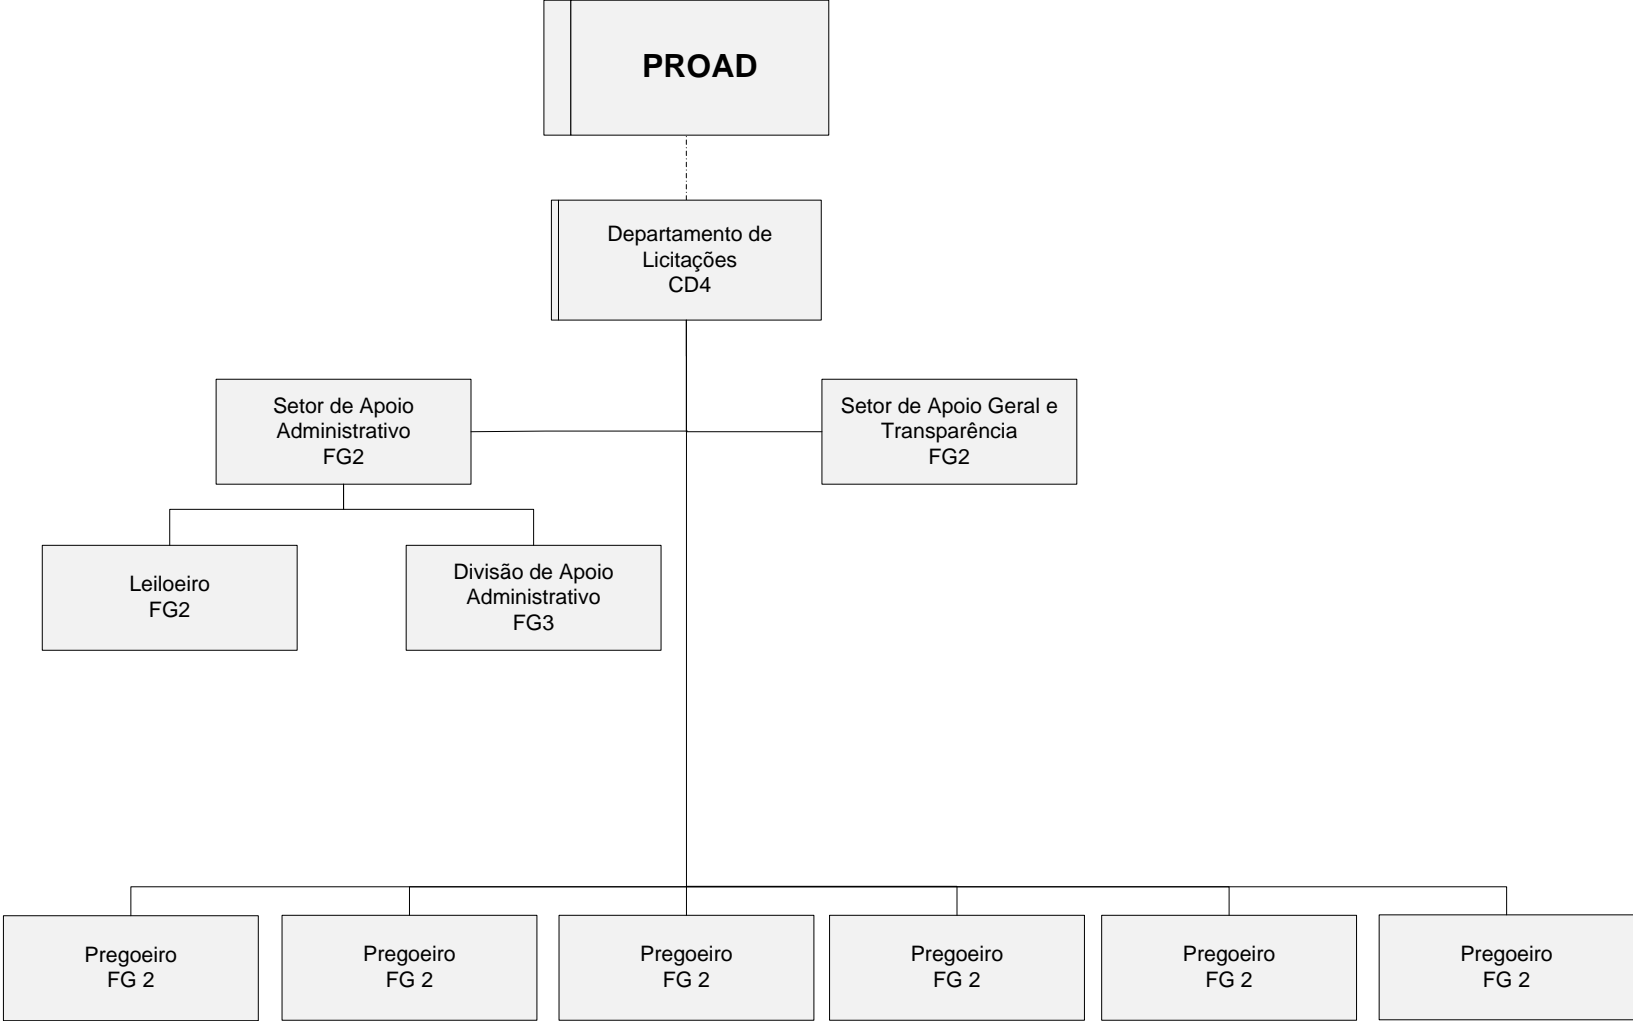 PROAD
Departamento de
Licitações
CD4
Setor de Apoio
Administrativo
FG2
Setor de Apoio Geral e
Transparência
FG2
Leiloeiro
FG2
Divisão de Apoio
Administrativo
FG3
Pregoeiro
FG 2
Pregoeiro
FG 2
Pregoeiro
FG 2
Pregoeiro
FG 2
Pregoeiro
FG 2
Pregoeiro
FG 2